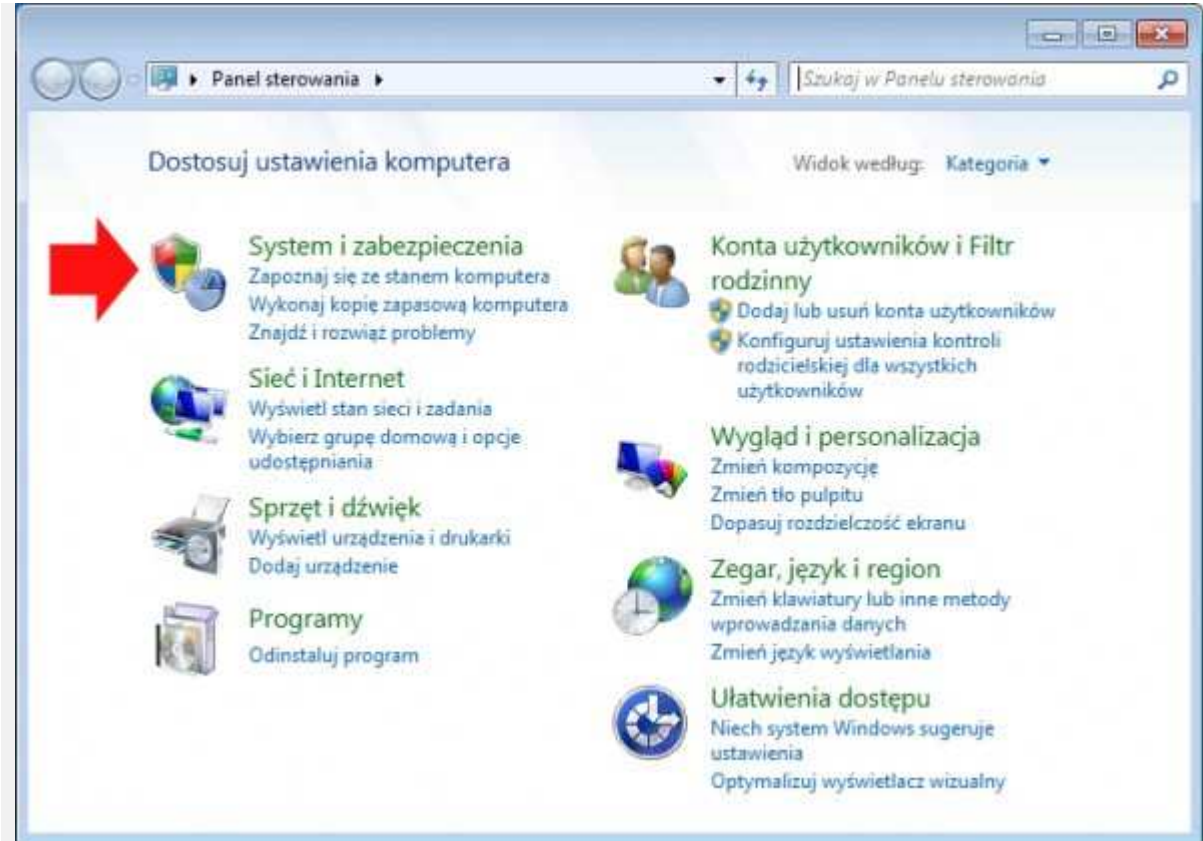 Panel sterowania
Szukaj w Panelu sterowania
Dostosuj ustawienia komputera
Widok według: Kategoria
System i zabezpieczenia
Zapoznaj się ze stanem komputera
Wykonaj kopię zapasową komputera
Znajdź i rozwiąż problemy
Sieć i Internet
Wyświetl stan sieci i zadania
Wybierz grupę domową i opcje
udostępniania
Sprzęt i dźwięk
Wyświetl urządzenia i drukarki
Dodaj urządzenie
Programy
Odinstaluj program
Konta użytkowników i Filtr
rodzinny
Dodaj lub usuń konta użytkowników
Konfiguruj ustawienia kontroli
rodzicielskiej dla wszystkich
użytkowników
Wygląd i personalizacja
Zmień kompozycję
Zmień tło pulpitu
Dopasuj rozdzielczość ekranu
Zegar, język i region
Zmień klawiatury lub inne metody
wprowadzania danych
Zmień język wyświetlania
Ułatwienia dostępu
Niech system Windows sugeruje
ustawienia
Optymalizuj wyświetlacz wizualny